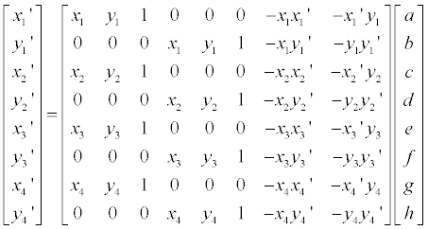 x₁' x₁ y₁ 1 0 0 0 −x₁x₁' −x₁'y₁ a
y₁' 0 0 0 x₁ y₁ 1 −x₁y₁' −y₁y₁' b
x₂' x₂ y₂ 1 0 0 0 −x₂x₂' −x₂'y₂ c
y₂' = 0 0 0 x₂ y₂ 1 −x₂y₂' −y₂y₂' d
x₃' x₃ y₃ 1 0 0 0 −x₃x₃' −x₃'y₃ e
y₃' 0 0 0 x₃ y₃ 1 −x₃y₃' −y₃y₃' f
x₄' x₄ y₄ 1 0 0 0 −x₄x₄' −x₄'y₄ g
y₄' 0 0 0 x₄ y₄ 1 −x₄y₄' −y₄y₄' h